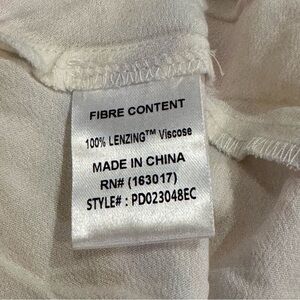 FIBRE CONTENT
100% LENZING™ Viscose
MADE IN CHINA
RN# (163017)
STYLE# : PD023048EC